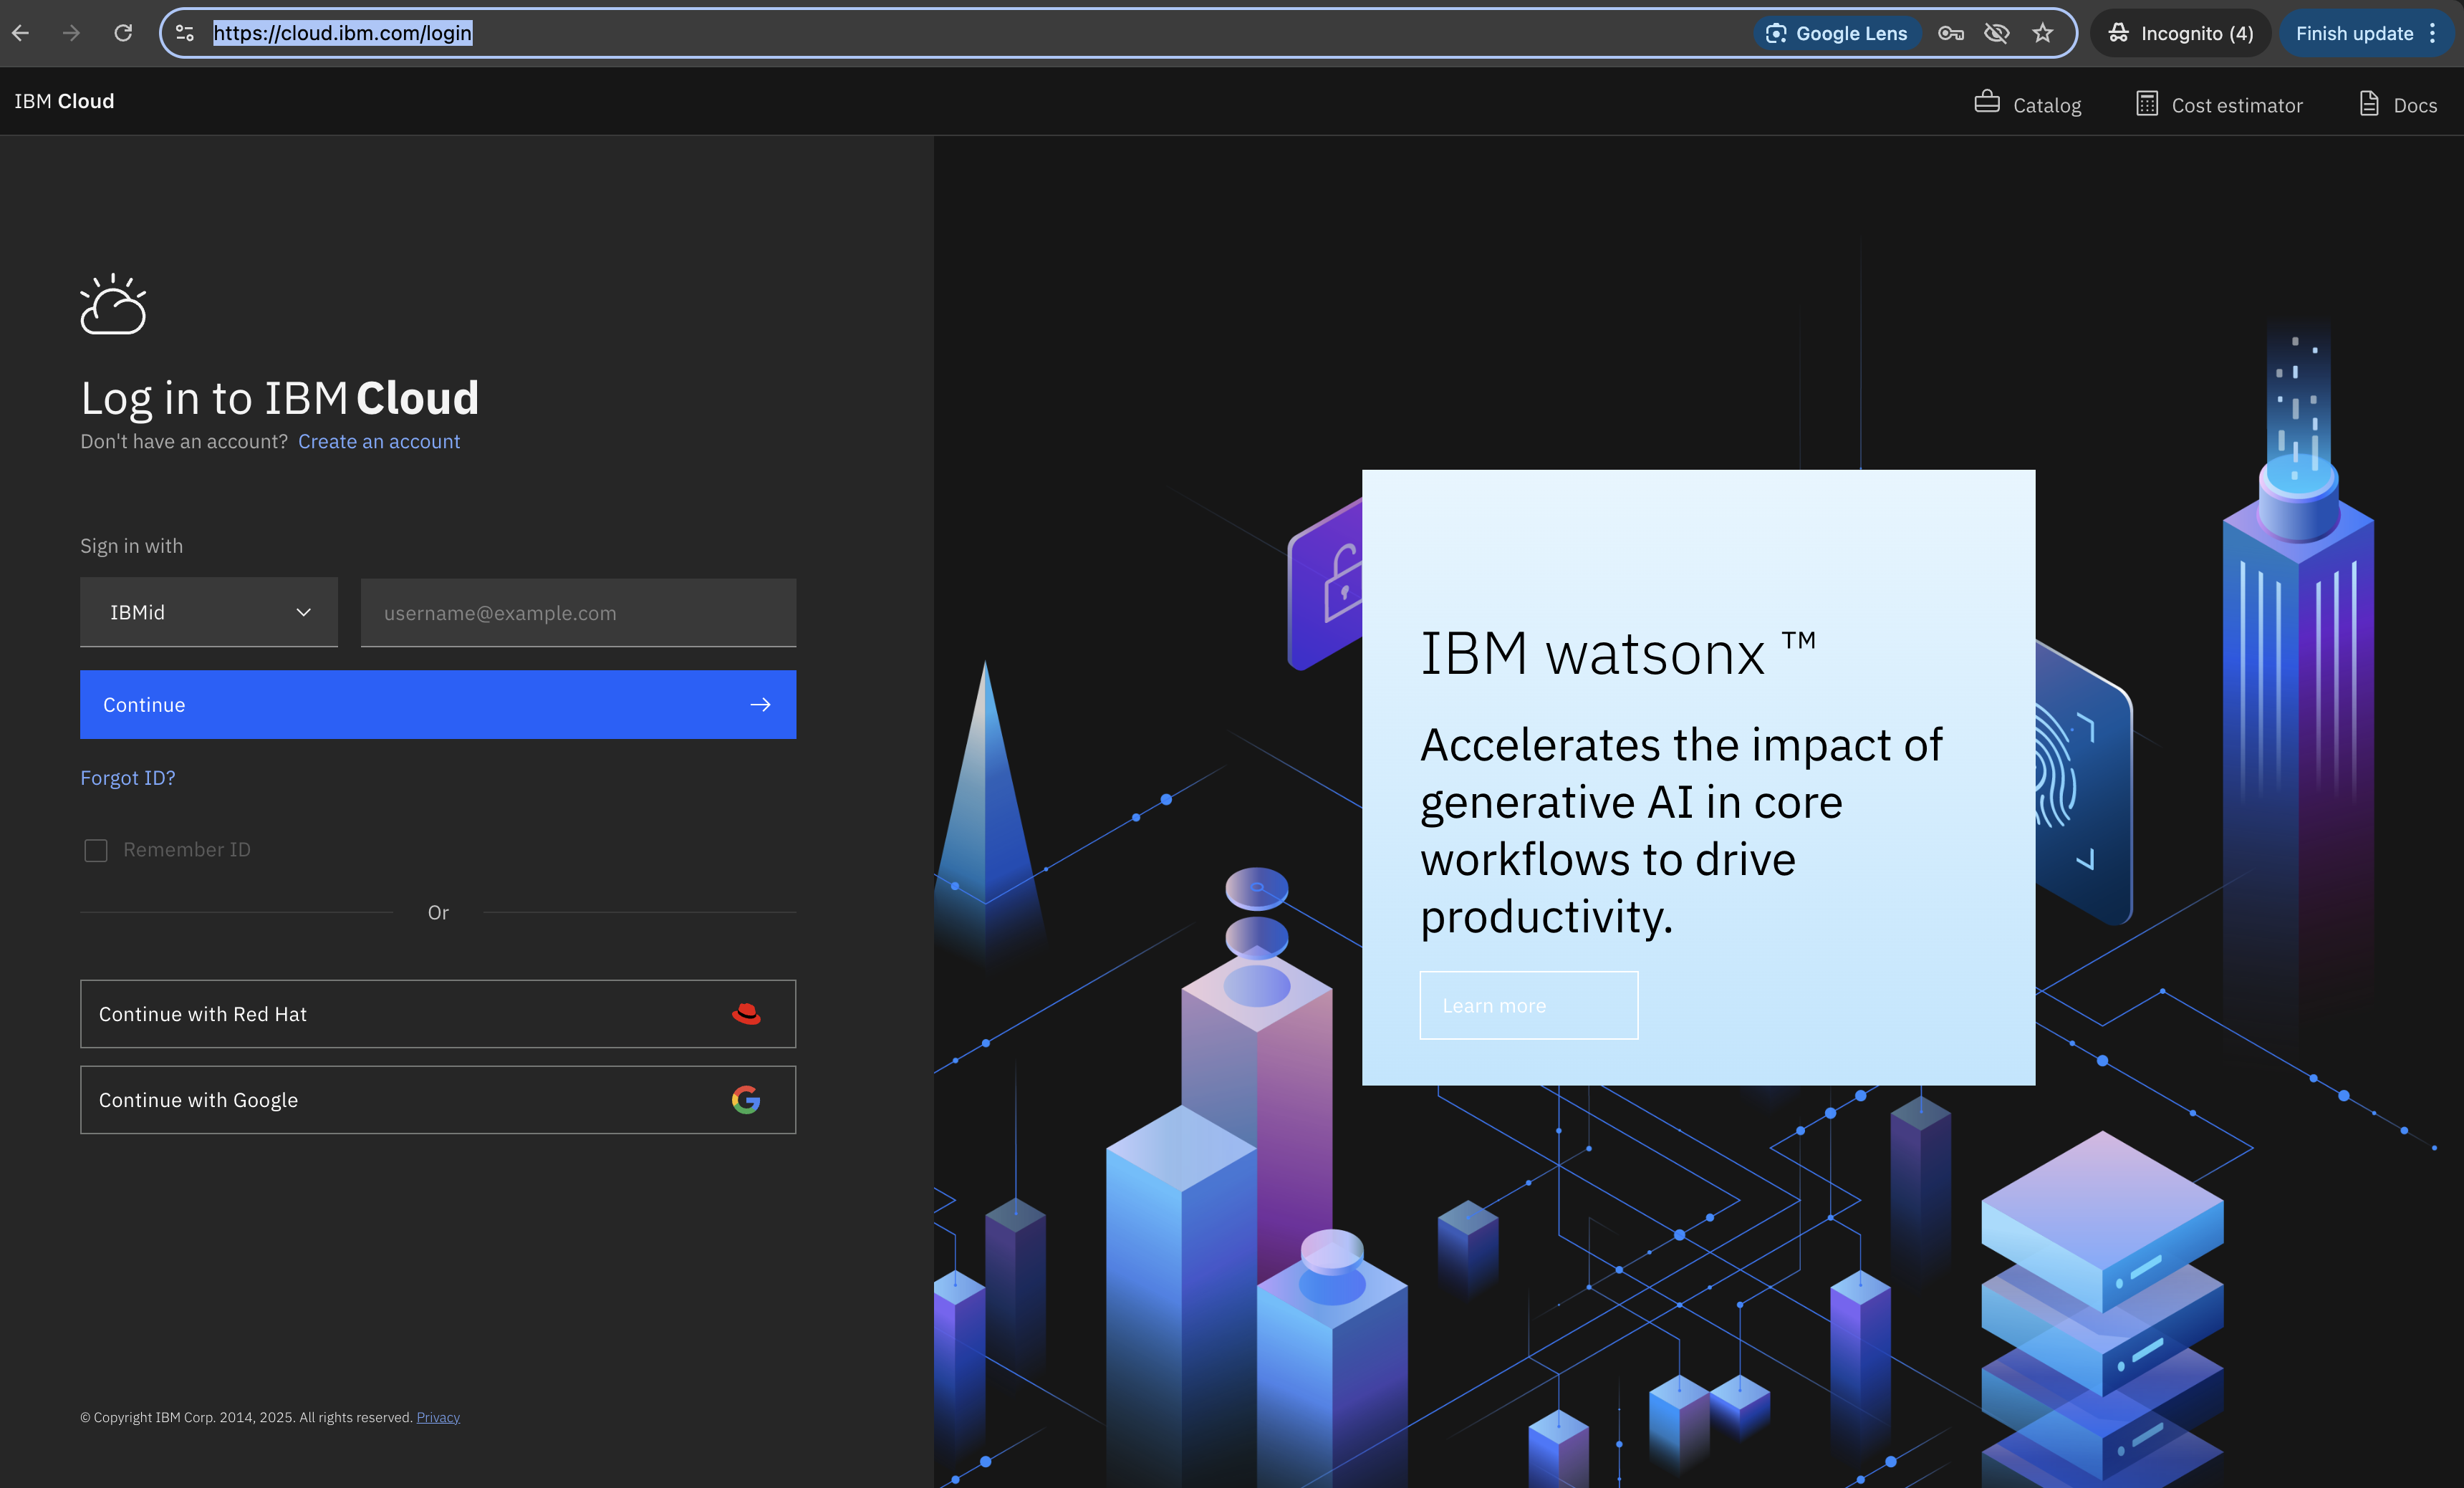 https://cloud.ibm.com/login
Google Lens
Incognito (4)
Finish update
IBM Cloud
Catalog
Cost estimator
Docs
Log in to IBM Cloud
Don't have an account? Create an account
Sign in with
IBMid
username@example.com
Continue
Forgot ID?
Remember ID
Or
Continue with Red Hat
Continue with Google
© Copyright IBM Corp. 2014, 2025. All rights reserved. Privacy
IBM watsonx ™
Accelerates the impact of
generative AI in core
workflows to drive
productivity.
Learn more